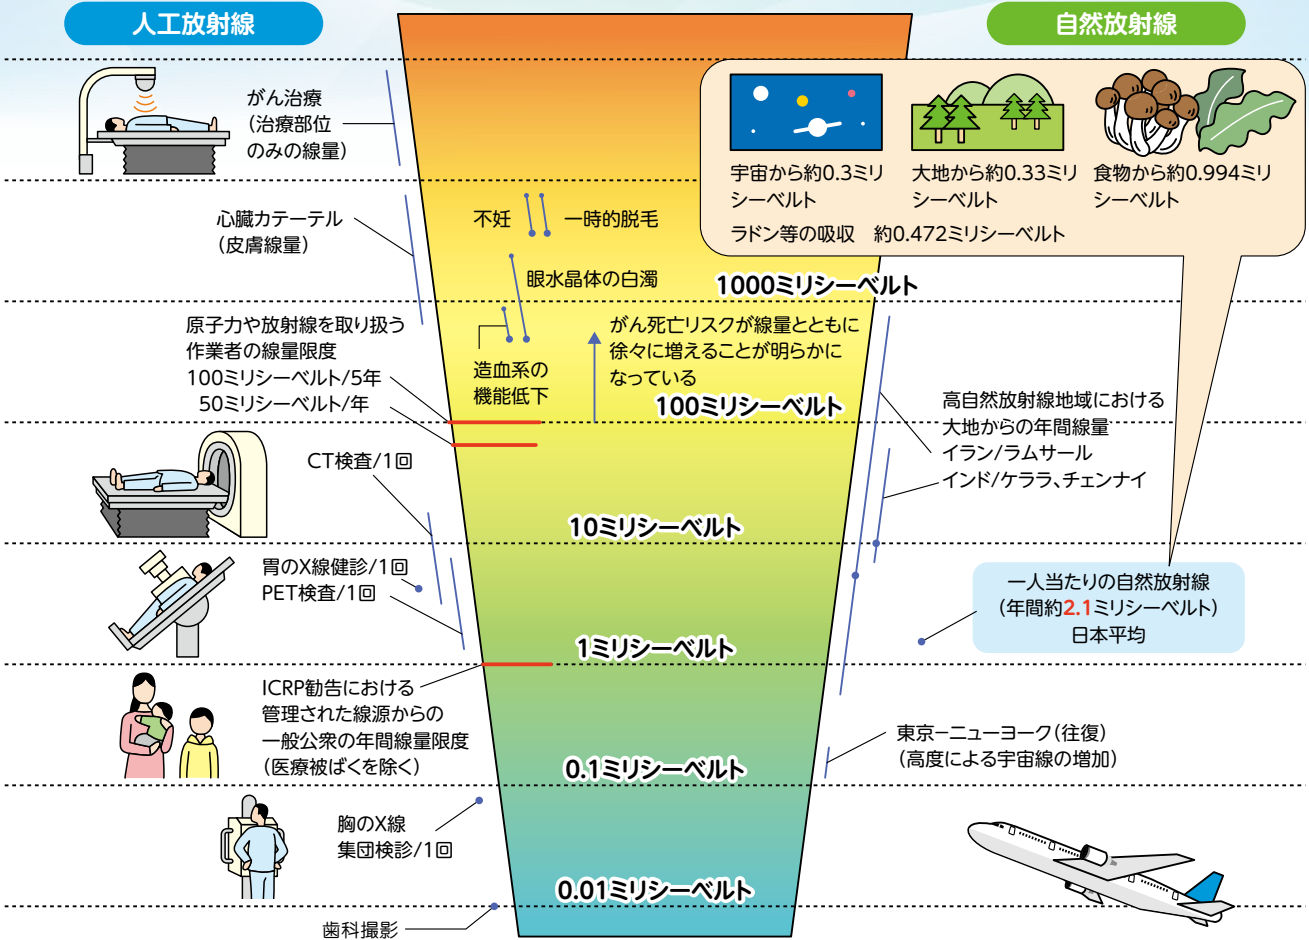 人工放射線
自然放射線
がん治療
(治療部位
のみの線量)
宇宙から約0.3ミリ
シーベルト
大地から約0.33ミリ
シーベルト
食物から約0.994ミリ
シーベルト
ラドン等の吸収　約0.472ミリシーベルト
心臓カテーテル
(皮膚線量)
不妊
一時的脱毛
眼水晶体の白濁
1000ミリシーベルト
原子力や放射線を取り扱う
作業者の線量限度
100ミリシーベルト/5年
50ミリシーベルト/年
造血系の
機能低下
がん死亡リスクが線量とともに
徐々に増えることが明らかに
なっている
100ミリシーベルト
高自然放射線地域における
大地からの年間線量
イラン/ラムサール
インド/ケララ、チェンナイ
CT検査/1回
10ミリシーベルト
胃のX線健診/1回
PET検査/1回
一人当たりの自然放射線
(年間約2.1ミリシーベルト)
日本平均
1ミリシーベルト
ICRP勧告における
管理された線源からの
一般公衆の年間線量限度
(医療被ばくを除く)
東京−ニューヨーク(往復)
(高度による宇宙線の増加)
0.1ミリシーベルト
胸のX線
集団検診/1回
0.01ミリシーベルト
歯科撮影